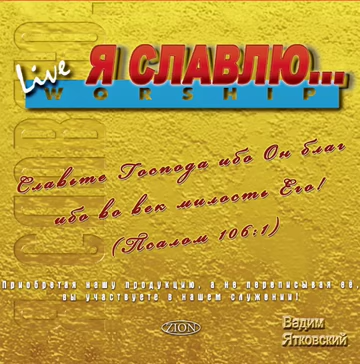 Я СЛАВЛЮ...
Live
WORSHIP
Славьте Господа ибо Он благ
ибо во век милость Его!
(Псалом 106:1)
Приобретая нашу продукцию, а не переписывая её,
вы участвуете в нашем служении!
ZION
Вадим
Ятковский